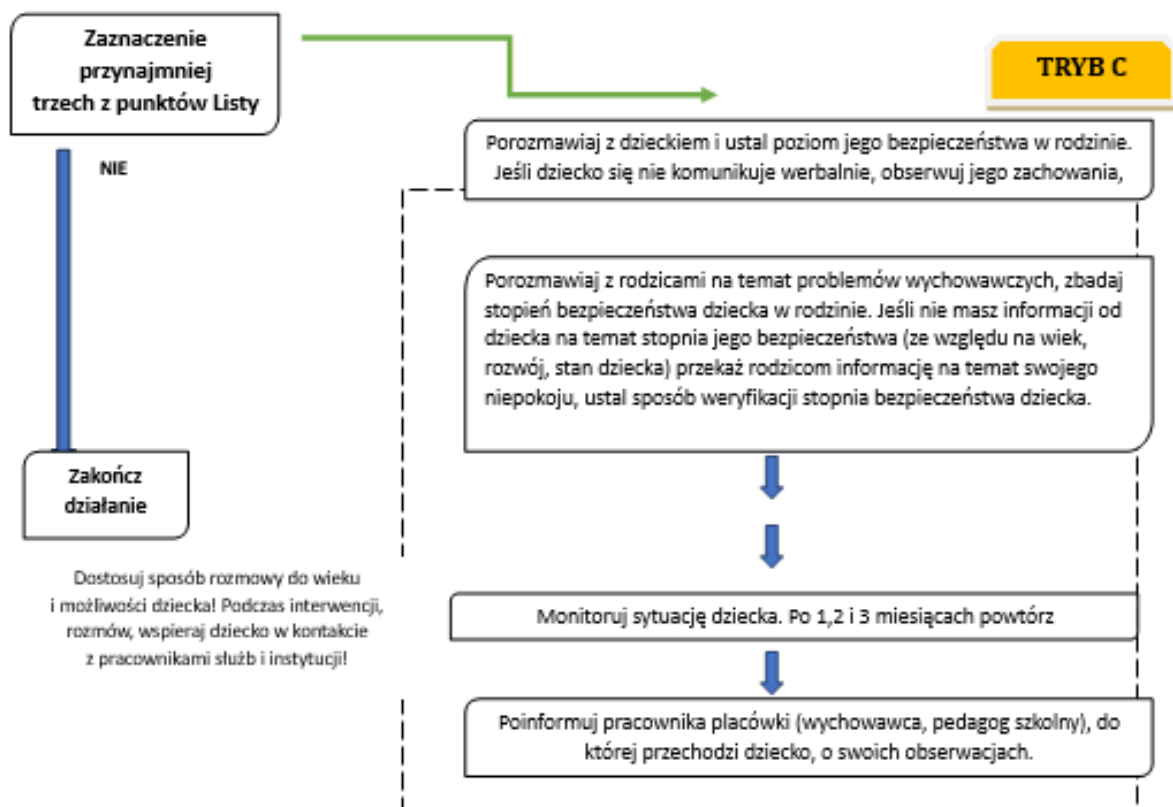 Zaznaczenie
przynajmniej
trzech z punktów Listy
TRYB C
NIE
Porozmawiaj z dzieckiem i ustal poziom jego bezpieczeństwa w rodzinie.
Jeśli dziecko się nie komunikuje werbalnie, obserwuj jego zachowania,
Porozmawiaj z rodzicami na temat problemów wychowawczych, zbadaj
stopień bezpieczeństwa dziecka w rodzinie. Jeśli nie masz informacji od
dziecka na temat stopnia jego bezpieczeństwa (ze względu na wiek,
rozwój, stan dziecka) przekaż rodzicom informację na temat swojego
niepokoju, ustal sposób weryfikacji stopnia bezpieczeństwa dziecka.
Zakończ
działanie
Dostosuj sposób rozmowy do wieku
i możliwości dziecka! Podczas interwencji,
rozmów, wspieraj dziecko w kontakcie
z pracownikami służb i instytucji!
Monitoruj sytuację dziecka. Po 1,2 i 3 miesiącach powtórz
Poinformuj pracownika placówki (wychowawca, pedagog szkolny), do
której przechodzi dziecko, o swoich obserwacjach.